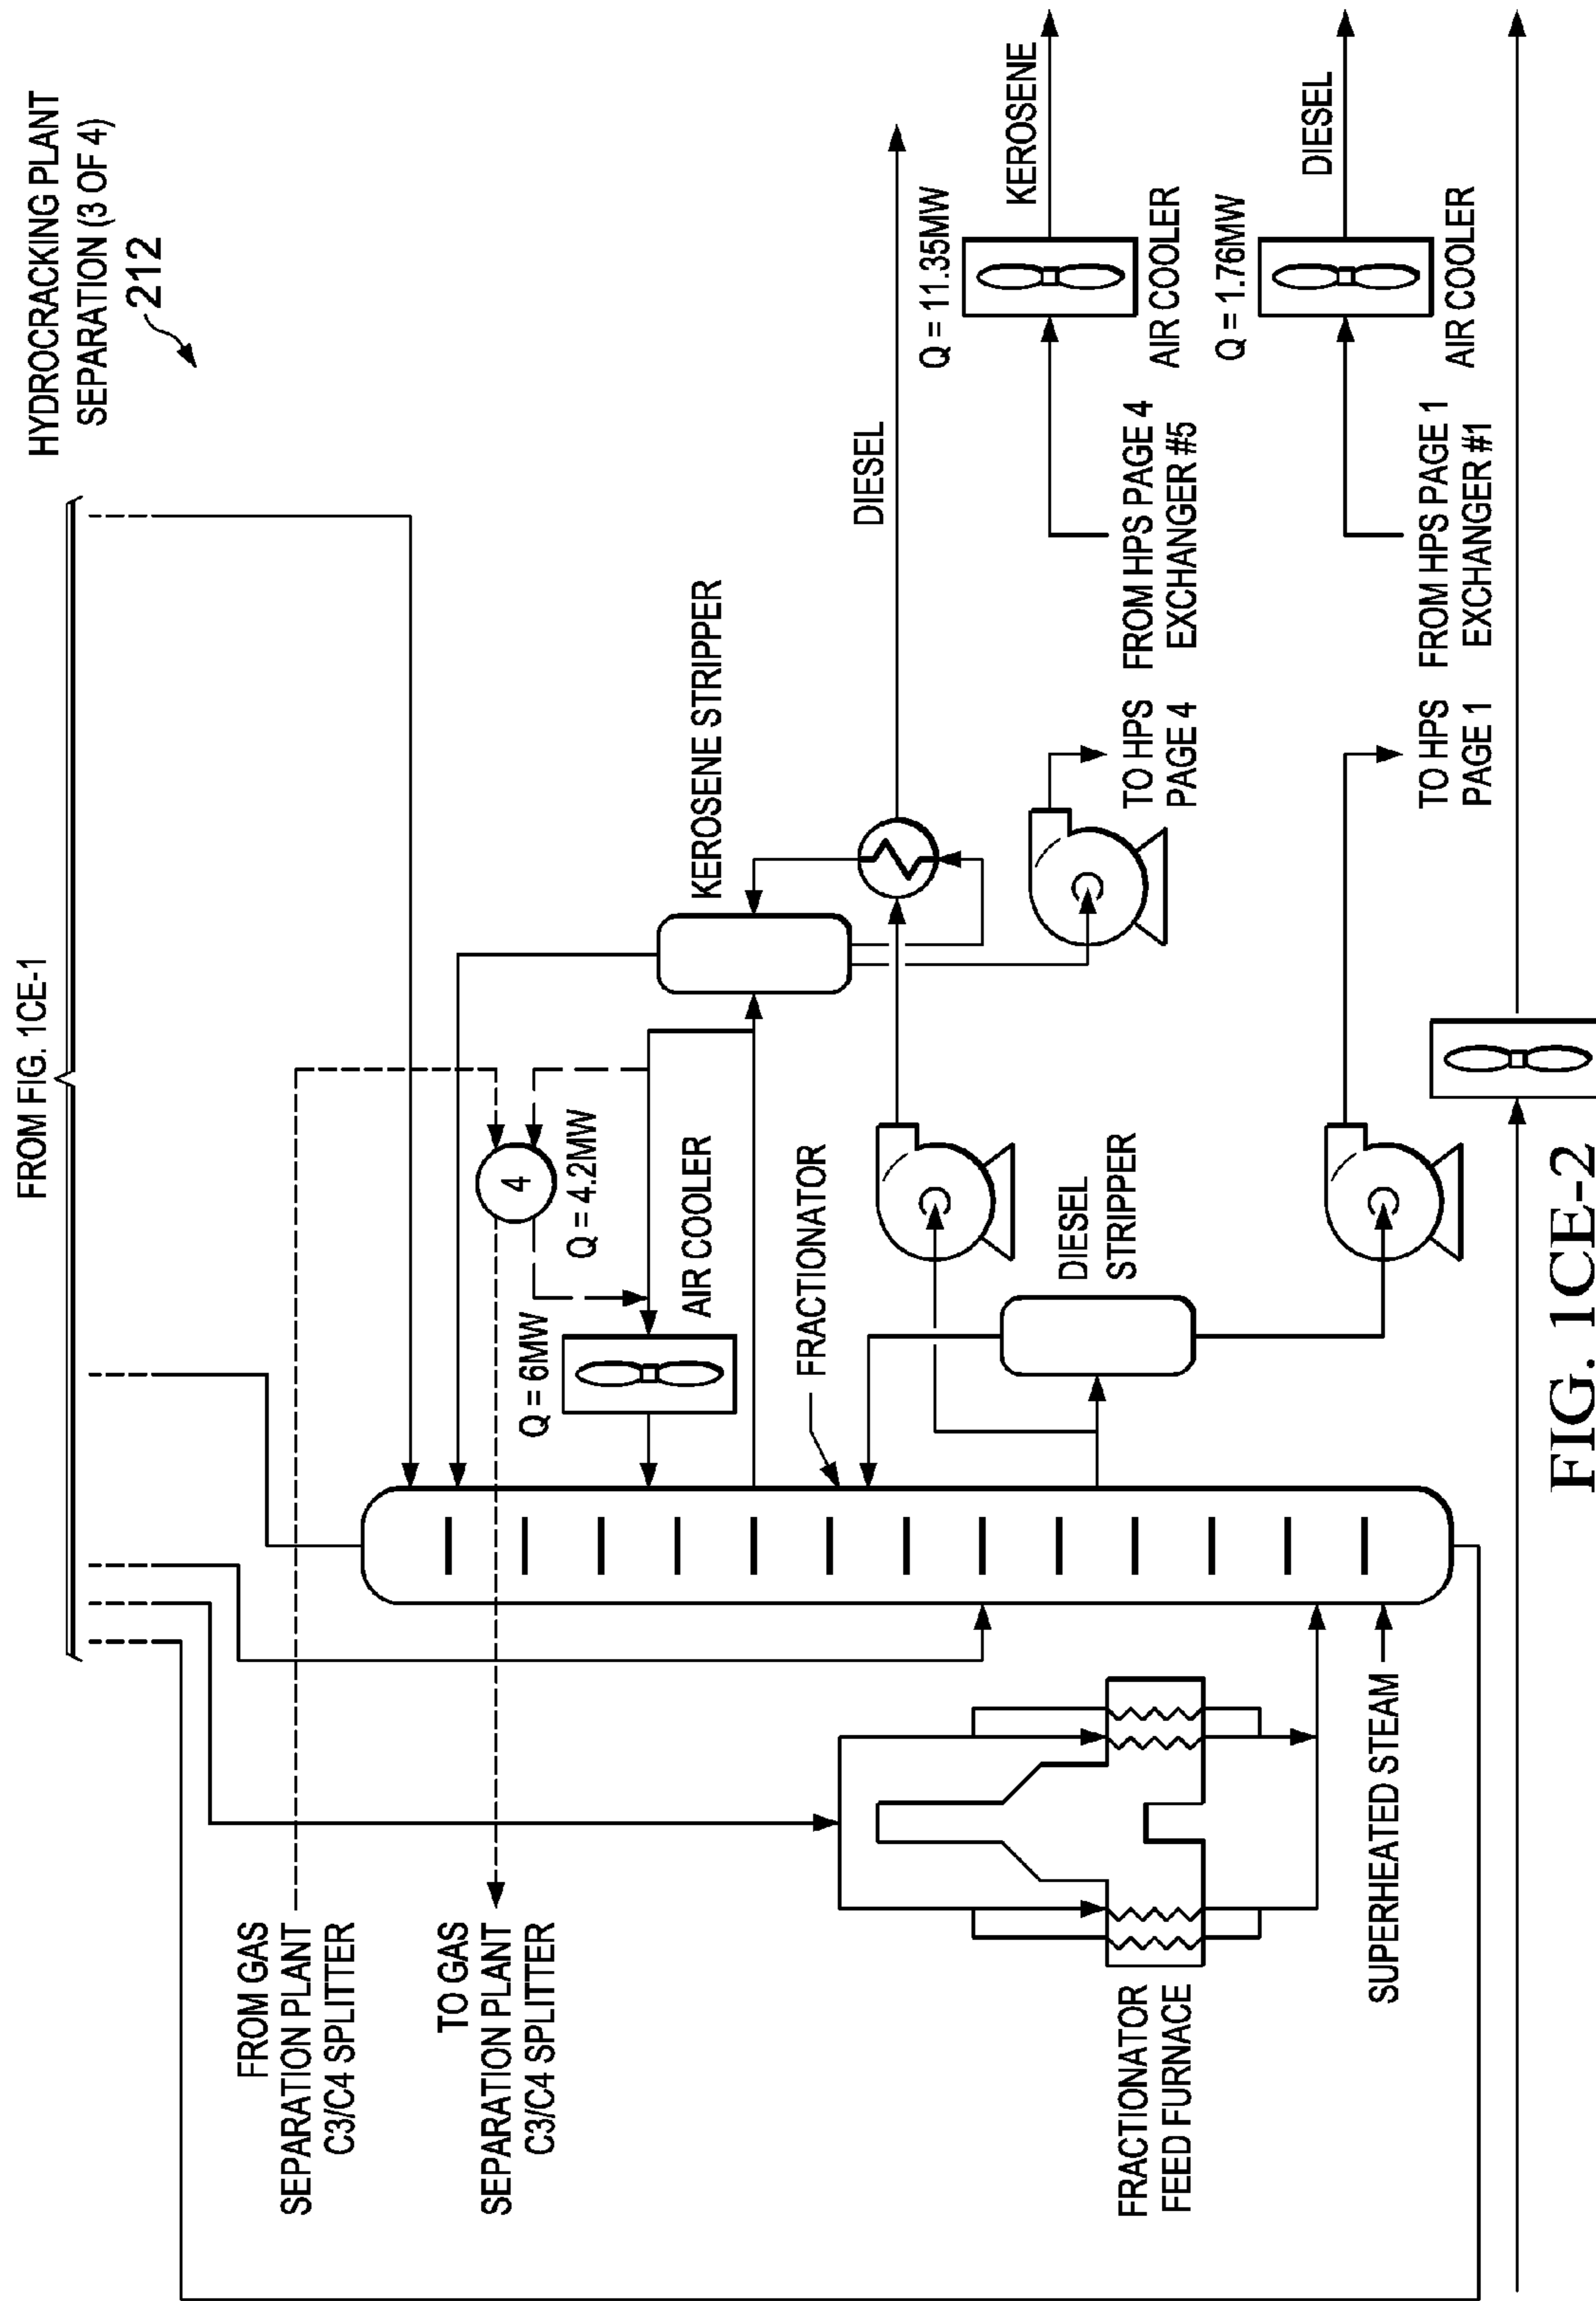 HYDROCRACKING PLANT
SEPARATION (3 OF 4)
212
FROM FIG. 1CE-1
FROM GAS
SEPARATION PLANT
C3/C4 SPLITTER
TO GAS
SEPARATION PLANT
C3/C4 SPLITTER
4
Q = 4.2MW
Q = 6MW
AIR COOLER
KEROSENE STRIPPER
FRACTIONATOR
DIESEL
Q = 11.35MW
KEROSENE
AIR COOLER
FROM HPS PAGE 4
EXCHANGER #5
TO HPS
PAGE 4
DIESEL
STRIPPER
FRACTIONATOR
FEED FURNACE
SUPERHEATED STEAM
Q = 1.76MW
DIESEL
AIR COOLER
FROM HPS PAGE 1
EXCHANGER #1
TO HPS
PAGE 1
FIG. 1CE-2